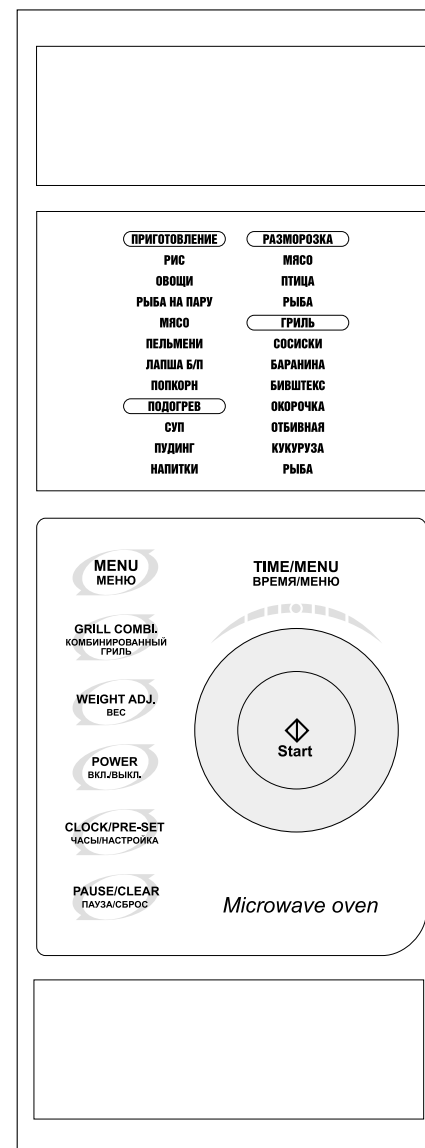 ПРИГОТОВЛЕНИЕ
РИС
ОВОЩИ
РЫБА НА ПАРУ
МЯСО
ПЕЛЬМЕНИ
ЛАПША Б/П
ПОПКОРН
ПОДОГРЕВ
СУП
ПУДИНГ
НАПИТКИ
РАЗМОРОЗКА
МЯСО
ПТИЦА
РЫБА
ГРИЛЬ
СОСИСКИ
БАРАНИНА
БИВШТЕКС
ОКОРОЧКА
ОТБИВНАЯ
КУКУРУЗА
РЫБА
MENU
МЕНЮ
GRILL COMBI.
КОМБИНИРОВАННЫЙ
ГРИЛЬ
WEIGHT ADJ.
ВЕС
POWER
ВКЛ./ВЫКЛ.
CLOCK/PRE-SET
ЧАСЫ/НАСТРОЙКА
PAUSE/CLEAR
ПАУЗА/СБРОС
TIME/MENU
ВРЕМЯ/МЕНЮ
Start
Microwave oven